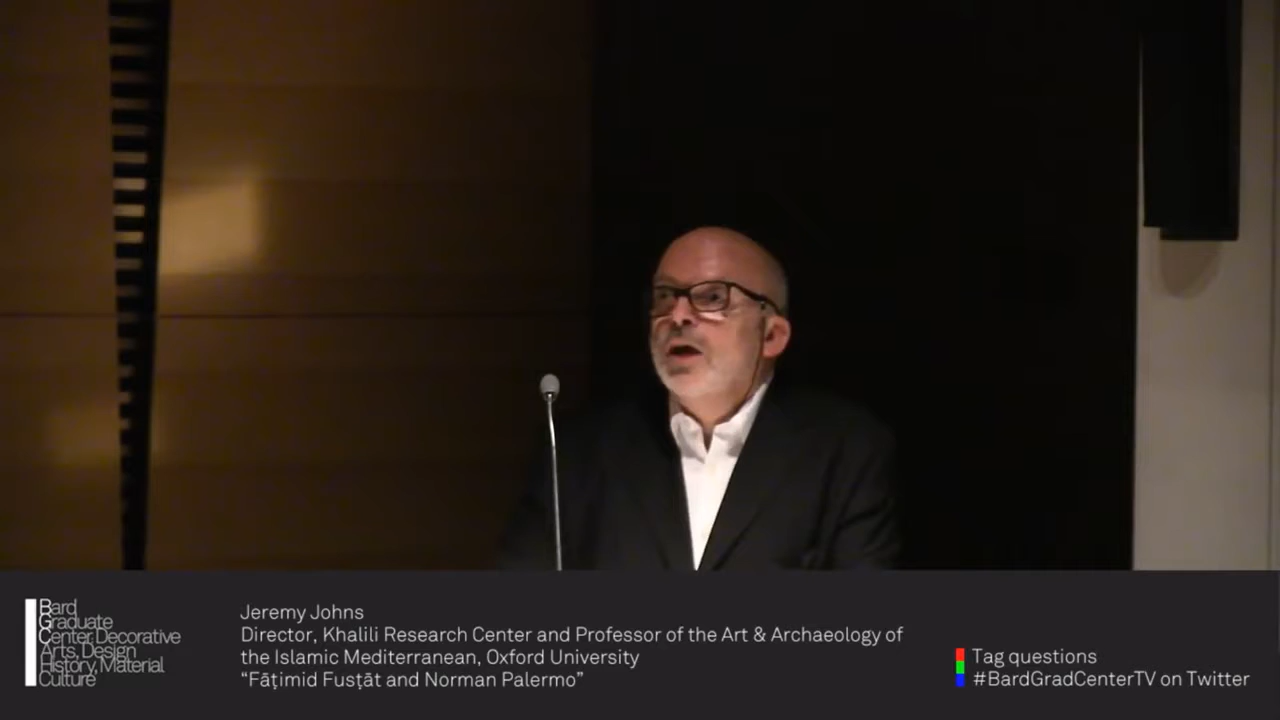 Bard
Graduate
Center: Decorative
Arts, Design
History, Material
Culture
Jeremy Johns
Director, Khalili Research Center and Professor of the Art & Archaeology of
the Islamic Mediterranean, Oxford University
“Fāṭimid Fusṭāṭ and Norman Palermo”
Tag questions
#BardGradCenterTV on Twitter